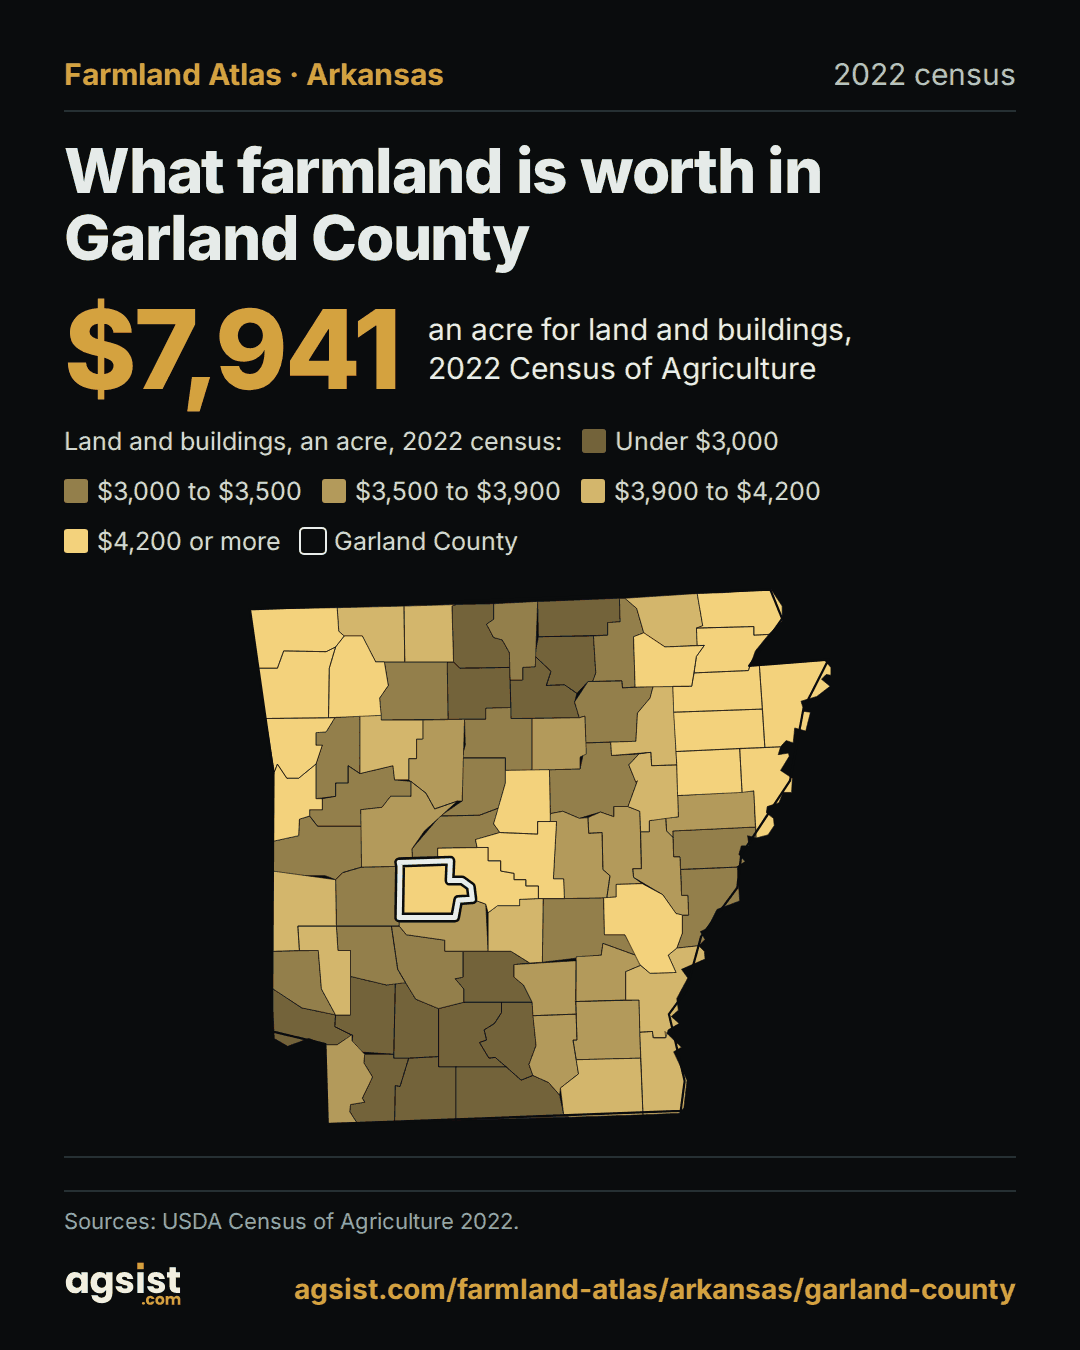 Farmland Atlas · Arkansas
2022 census
What farmland is worth in
Garland County
$7,941
an acre for land and buildings,
2022 Census of Agriculture
Land and buildings, an acre, 2022 census: Under $3,000
$3,000 to $3,500 $3,500 to $3,900 $3,900 to $4,200
$4,200 or more Garland County
Sources: USDA Census of Agriculture 2022.
agsist
.com
agsist.com/farmland-atlas/arkansas/garland-county